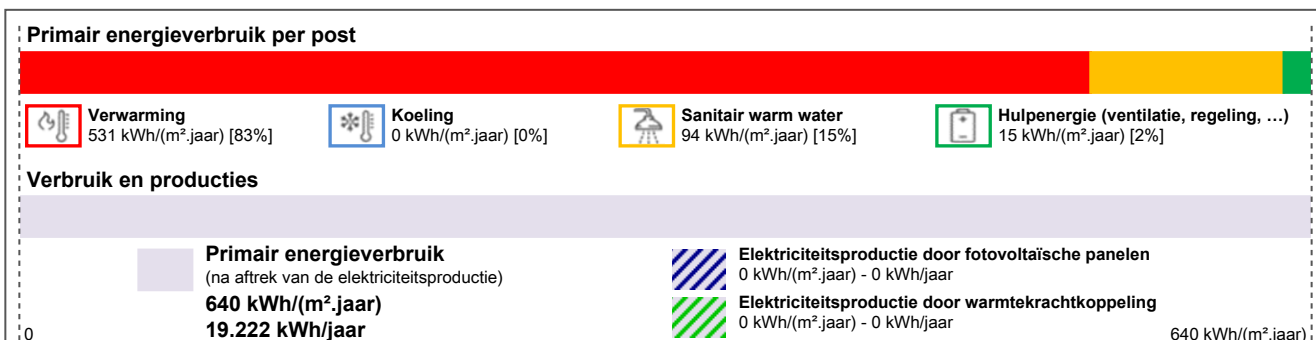 Primair energieverbruik per post
Verwarming
531 kWh/(m².jaar) [83%]
Koeling
0 kWh/(m².jaar) [0%]
Sanitair warm water
94 kWh/(m².jaar) [15%]
Hulpenergie (ventilatie, regeling, …)
15 kWh/(m².jaar) [2%]
Verbruik en producties
Primair energieverbruik
(na aftrek van de elektriciteitsproductie)
640 kWh/(m².jaar)
19.222 kWh/jaar
Elektriciteitsproductie door fotovoltaïsche panelen
0 kWh/(m².jaar) - 0 kWh/jaar
Elektriciteitsproductie door warmtekrachtkoppeling
0 kWh/(m².jaar) - 0 kWh/jaar
0
640 kWh/(m².jaar)